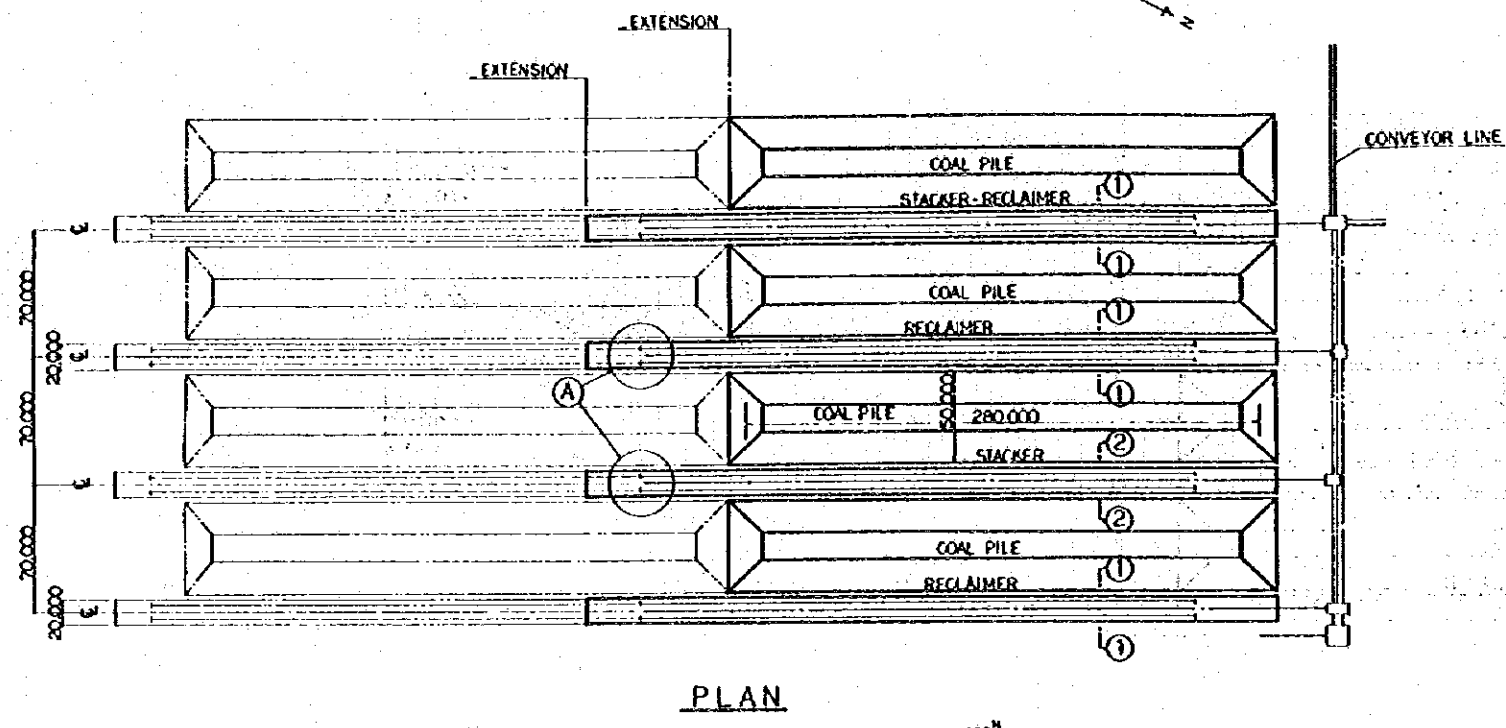 N
EXTENSION
EXTENSION
CONVEYOR LINE
COAL PILE
STACKER-RECLAIMER
1
1
COAL PILE
1
RECLAIMER
70,000
20,000
A
1
COAL PILE
50,000
280,000
2
STACKER
70,000
2
COAL PILE
1
RECLAIMER
70,000
20,000
1
PLAN